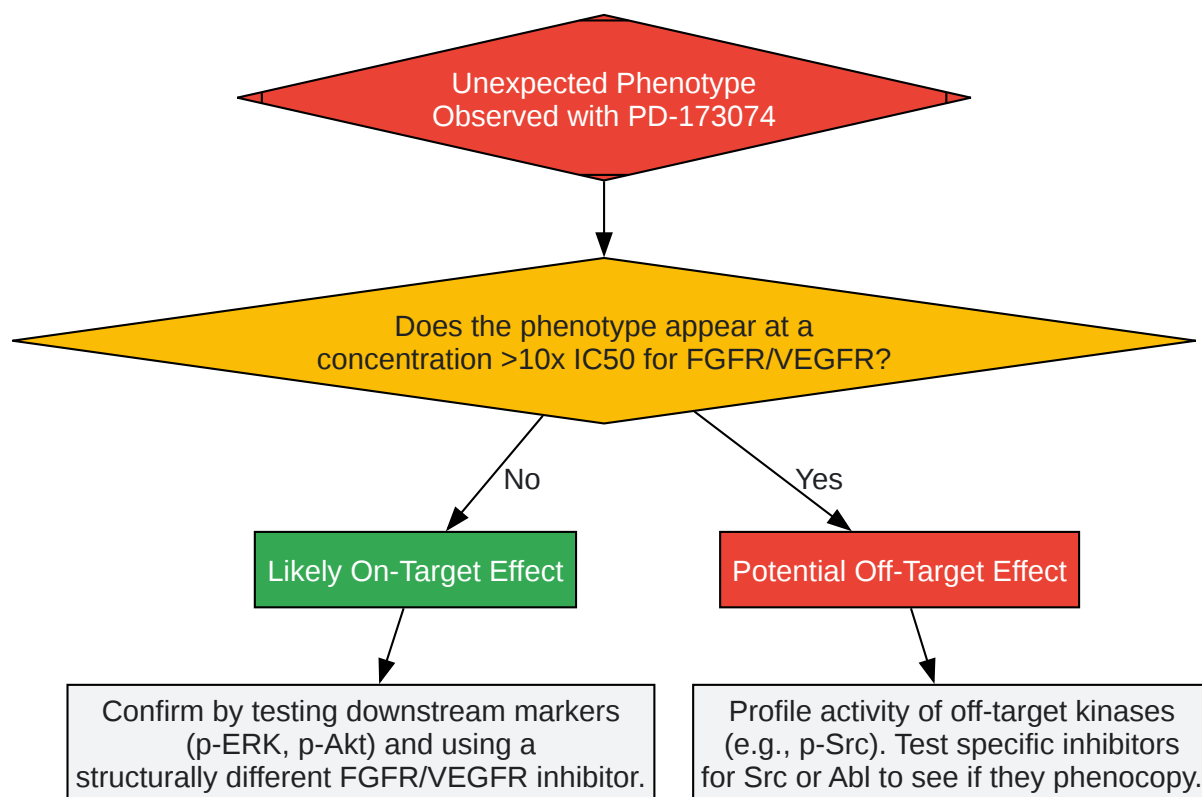 Unexpected Phenotype
Observed with PD-173074
Does the phenotype appear at a
concentration >10x IC50 for FGFR/VEGFR?
No
Yes
Likely On-Target Effect
Potential Off-Target Effect
Confirm by testing downstream markers
(p-ERK, p-Akt) and using a
structurally different FGFR/VEGFR inhibitor.
Profile activity of off-target kinases
(e.g., p-Src). Test specific inhibitors
for Src or Abl to see if they phenocopy.